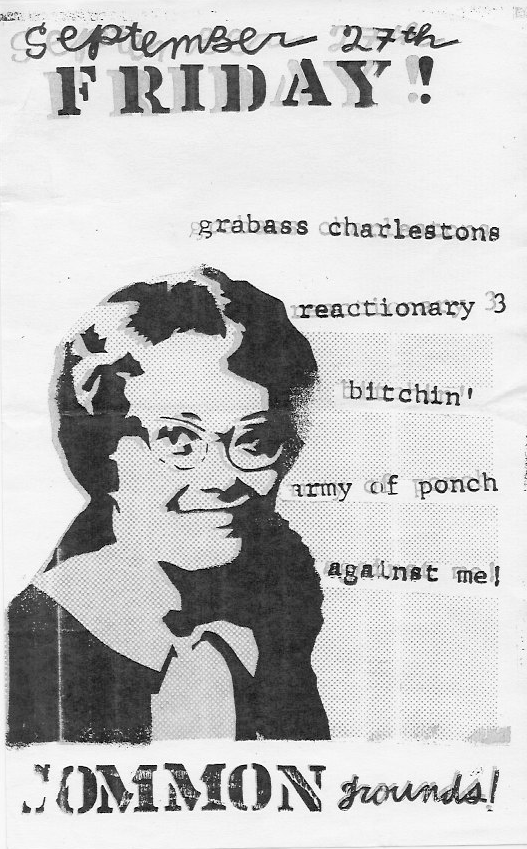 September 27th
FRIDAY!
grabass charlestons
reactionary 3
bitchin'
army of ponch
against me!
COMMON grounds!